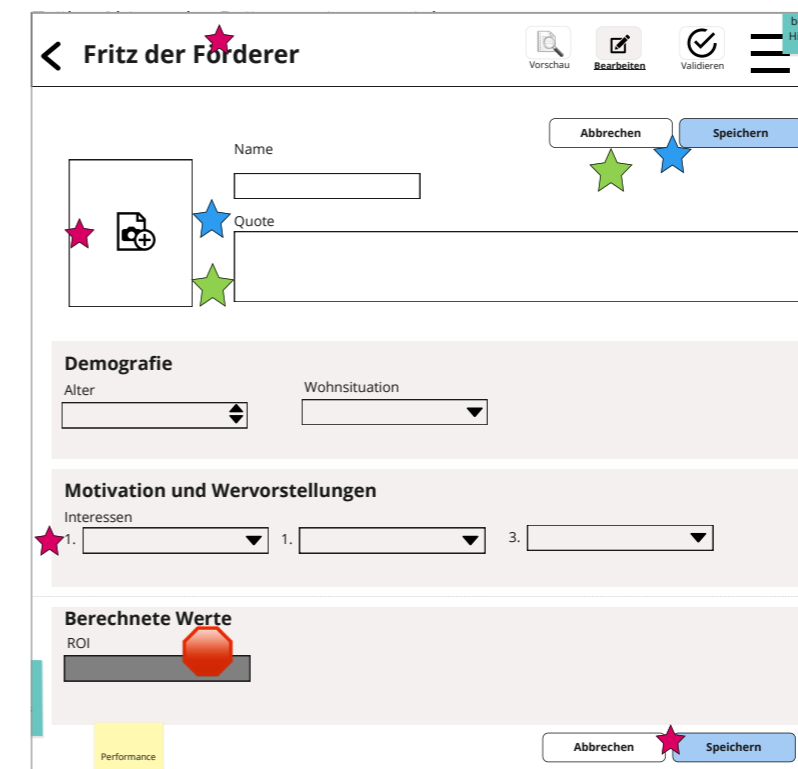 Fritz der Förderer
Vorschau
Bearbeiten
Validieren
Abbrechen
Speichern
Name
Quote
Demografie
Alter
Wohnsituation
Motivation und Wervorstellungen
Interessen
1.
1.
3.
Berechnete Werte
ROI
Performance
Abbrechen
Speichern